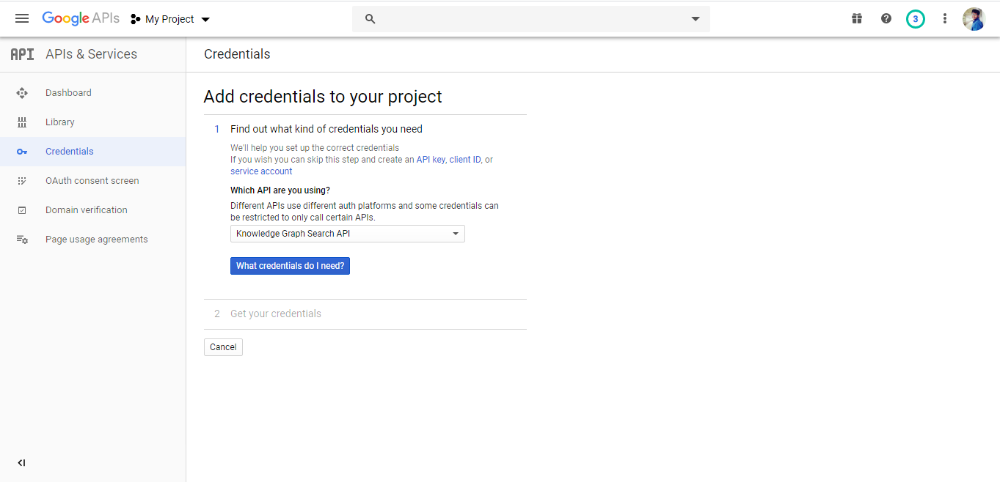 Google APIs My Project 3
API APIs & Services
Credentials
Dashboard
Library
Credentials
OAuth consent screen
Domain verification
Page usage agreements
Add credentials to your project
1 Find out what kind of credentials you need
We'll help you set up the correct credentials
If you wish you can skip this step and create an API key, client ID, or
service account
Which API are you using?
Different APIs use different auth platforms and some credentials can
be restricted to only call certain APIs.
Knowledge Graph Search API
What credentials do I need?
2 Get your credentials
Cancel